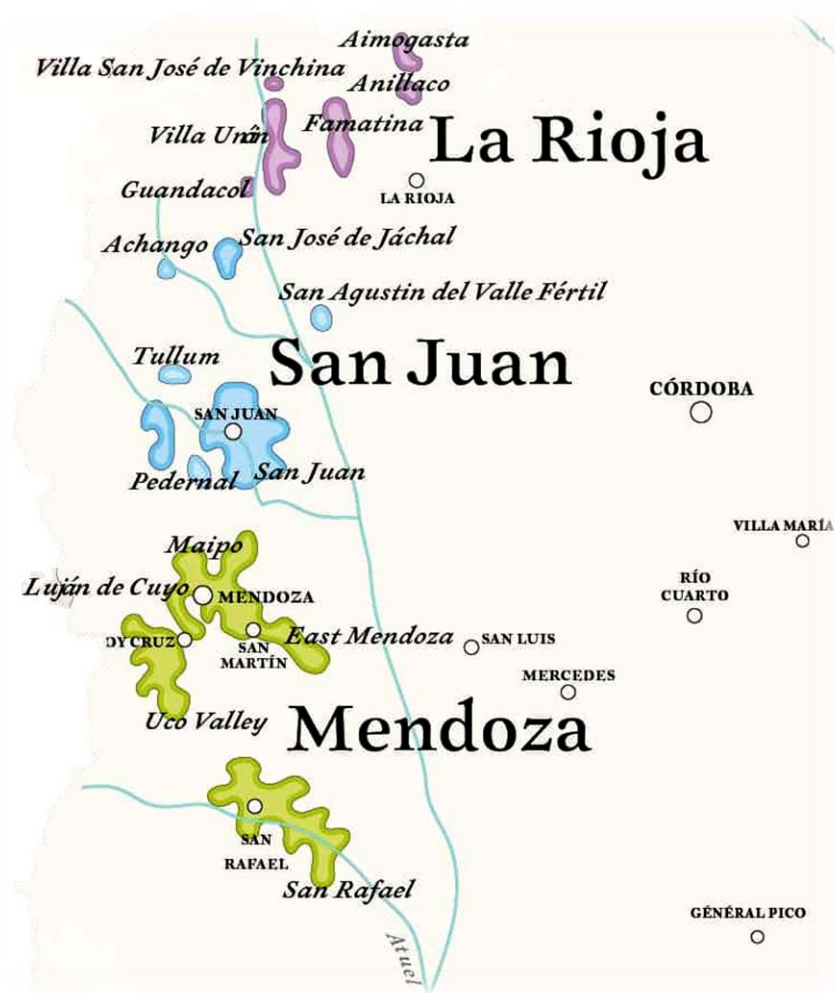 Aimogasta
Villa San José de Vinchina
Anillaco
Famatina
Villa Unión
La Rioja
Guandacol
LA RIOJA
San José de Jáchal
Achango
San Agustin del Valle Fértil
Tullum
San Juan
CÓRDOBA
SAN JUAN
San Juan
Pedernal
VILLA MARÍA
Maipo
RÍO
CUARTO
Luján de Cuyo
MENDOZA
East Mendoza
OY CRUZ
SAN
MARTÍN
SAN LUIS
MERCEDES
Uco Valley
Mendoza
SAN
RAFAEL
San Rafael
GÉNÉRAL PICO
Atuel